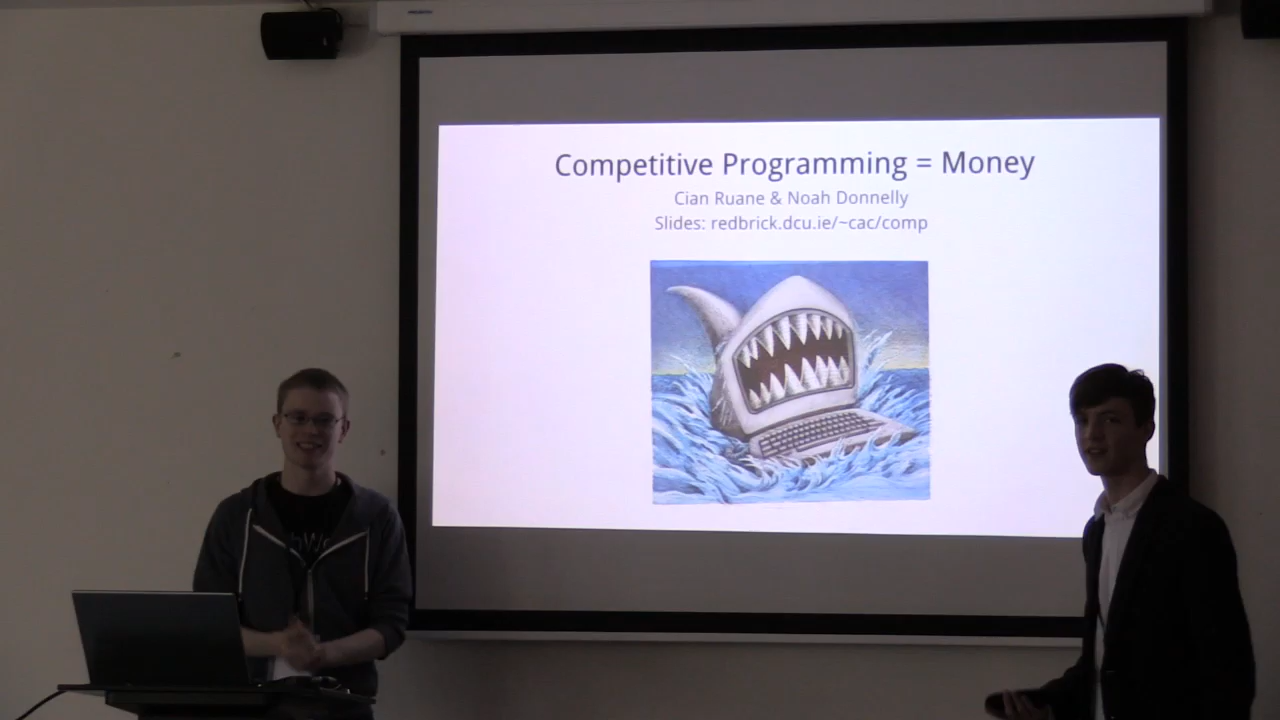 Competitive Programming = Money
Cian Ruane & Noah Donnelly
Slides: redbrick.dcu.ie/~cac/comp